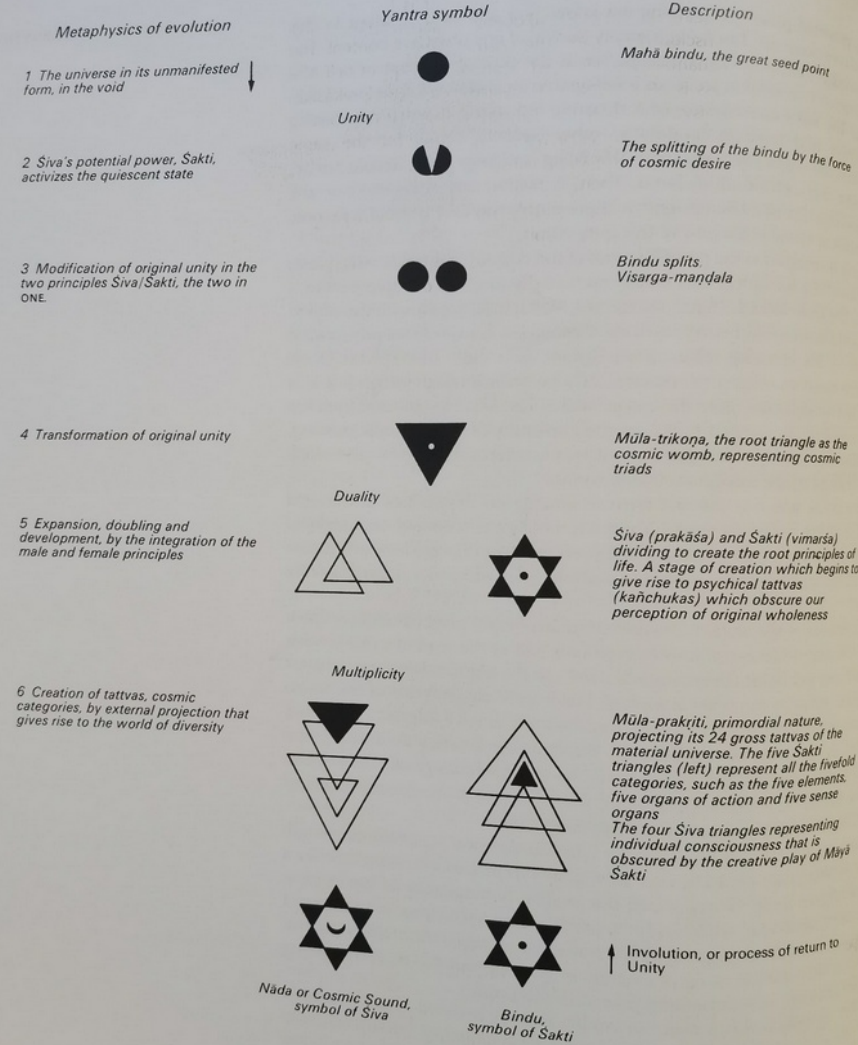 Metaphysics of evolution
Yantra symbol
Description
1 The universe in its unmanifested
form, in the void
Mahā bindu, the great seed point
Unity
2 Śiva's potential power, Śakti,
activizes the quiescent state
The splitting of the bindu by the force
of cosmic desire
3 Modification of original unity in the
two principles Śiva/Śakti, the two in
ONE.
Bindu splits.
Visarga-maṇḍala
4 Transformation of original unity
Mūla-trikoṇa, the root triangle as the
cosmic womb, representing cosmic
triads
Duality
5 Expansion, doubling and
development, by the integration of the
male and female principles
Śiva (prakāśa) and Śakti (vimarśa)
dividing to create the root principles of
life. A stage of creation which begins to
give rise to psychical tattvas
(kañchukas) which obscure our
perception of original wholeness
Multiplicity
6 Creation of tattvas, cosmic
categories, by external projection that
gives rise to the world of diversity
Mūla-prakṛiti, primordial nature,
projecting its 24 gross tattvas of the
material universe. The five Śakti
triangles (left) represent all the fivefold
categories, such as the five elements,
five organs of action and five sense
organs
The four Śiva triangles representing
individual consciousness that is
obscured by the creative play of Māyā
Śakti
Involution, or process of return to
Unity
Nāda or Cosmic Sound,
symbol of Śiva
Bindu,
symbol of Śakti